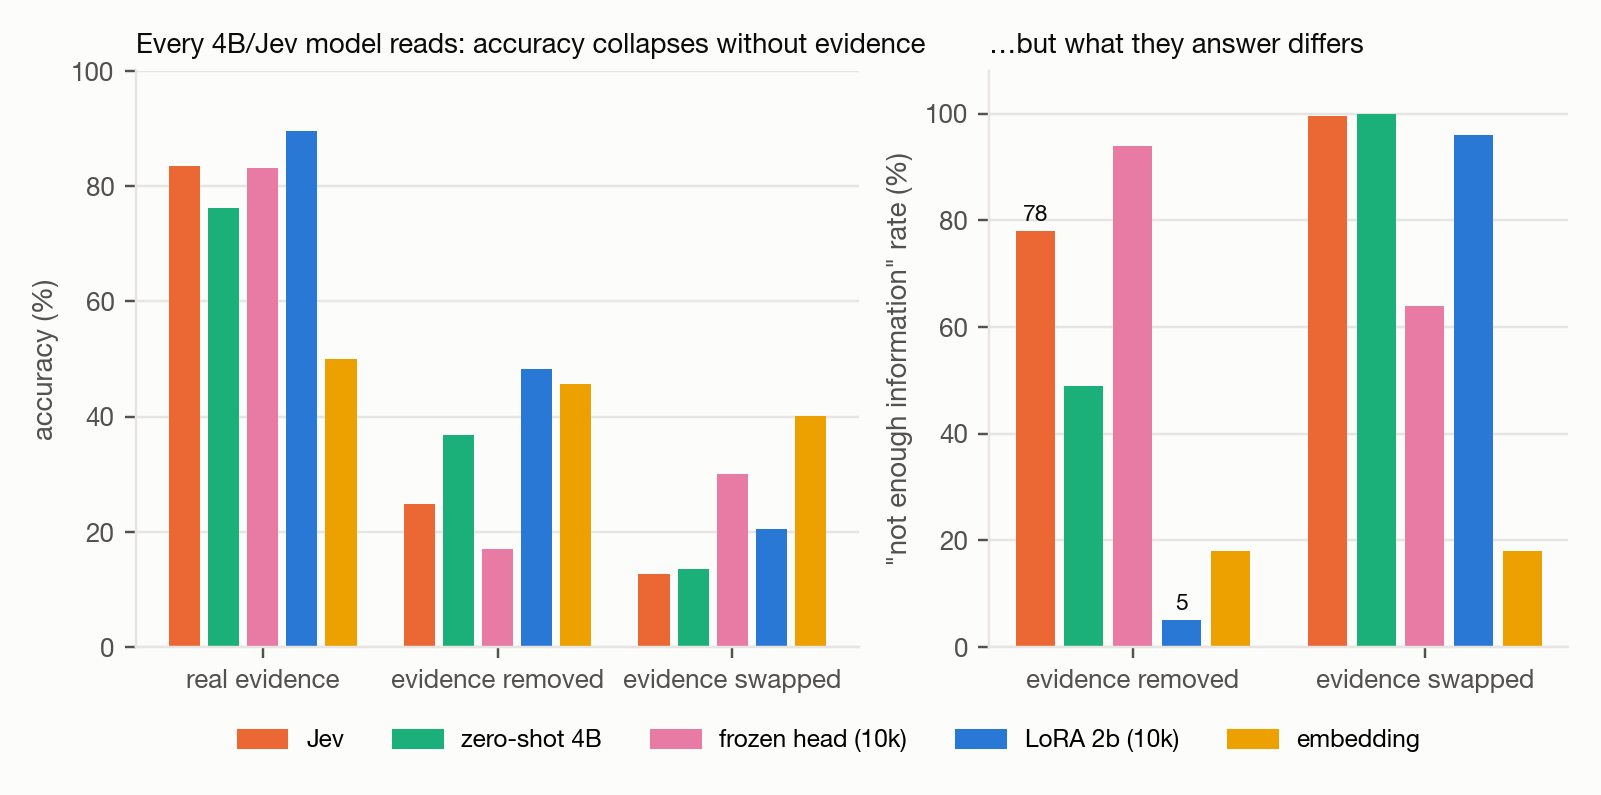 Every 4B/Jev model reads: accuracy collapses without evidence
…but what they answer differs
accuracy (%)
100
80
60
40
20
0
real evidence
evidence removed
evidence swapped
"not enough information" rate (%)
100
80
60
40
20
0
78
5
evidence removed
evidence swapped
Jev
zero-shot 4B
frozen head (10k)
LoRA 2b (10k)
embedding